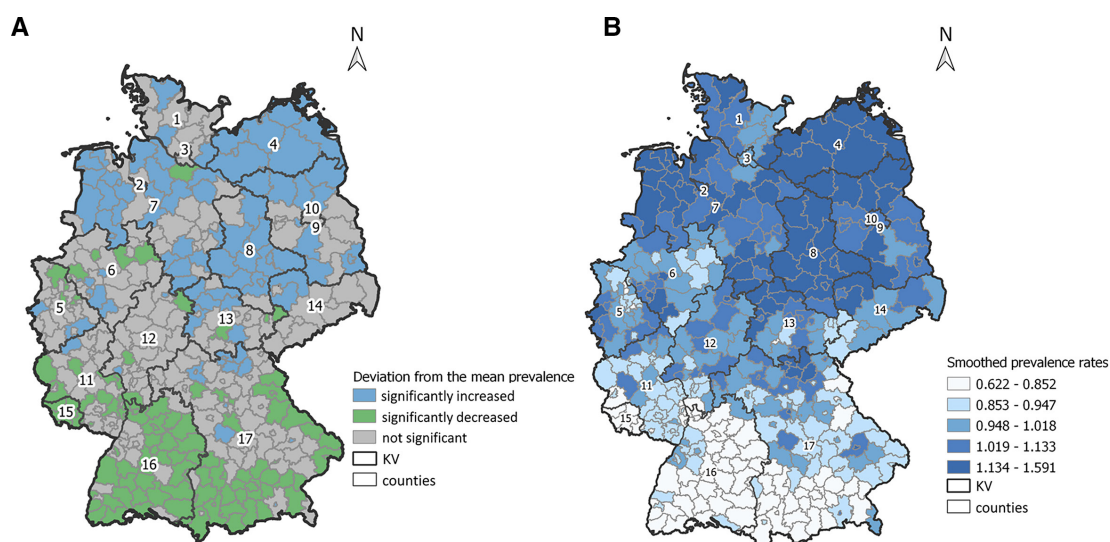 A
B
N
N
1
3
4
2
7
10
9
8
6
5
14
13
12
11
15
17
16
Deviation from the mean prevalence
significantly increased
significantly decreased
not significant
KV
counties
1
3
4
2
7
10
9
8
6
5
14
13
12
11
15
17
16
Smoothed prevalence rates
0.622 - 0.852
0.853 - 0.947
0.948 - 1.018
1.019 - 1.133
1.134 - 1.591
KV
counties